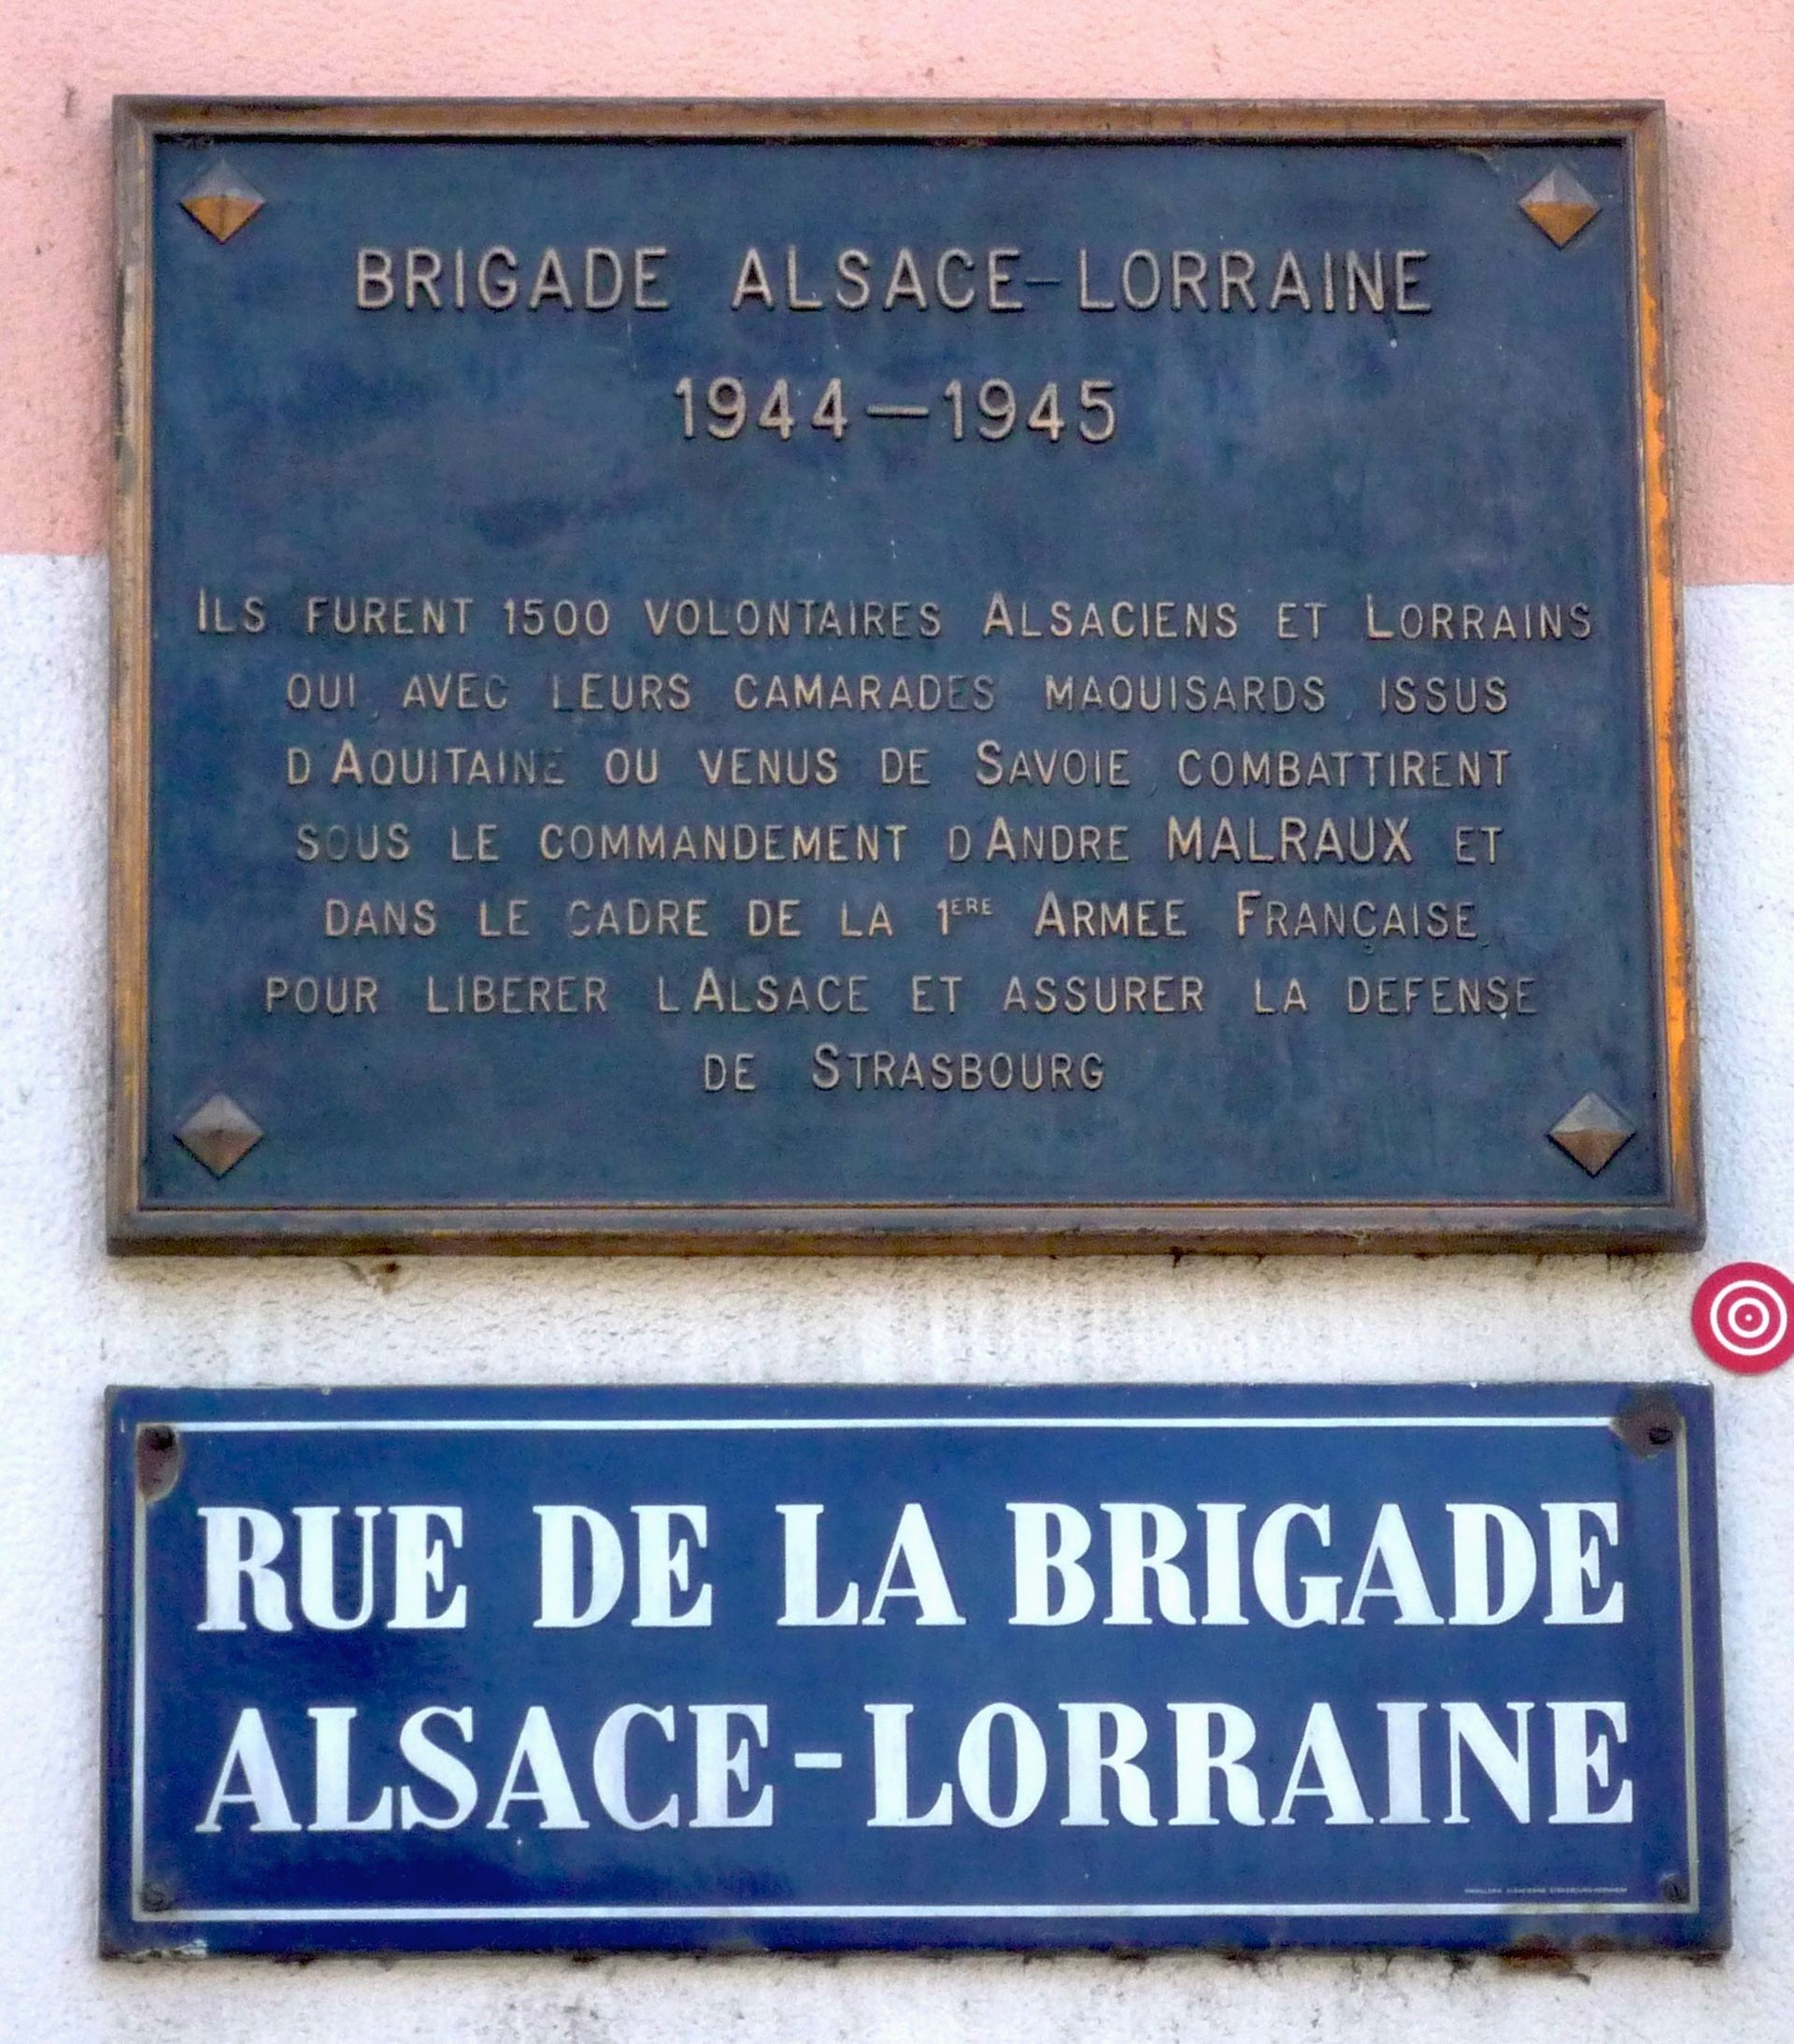 BRIGADE ALSACE-LORRAINE
1944-1945
ILS FURENT 1500 VOLONTAIRES ALSACIENS ET LORRAINS
QUI, AVEC LEURS CAMARADES MAQUISARDS ISSUS
D'AQUITAINE OU VENUS DE SAVOIE, COMBATTIRENT
SOUS LE COMMANDEMENT D'ANDRE MALRAUX ET
DANS LE CADRE DE LA 1ERE ARMEE FRANÇAISE,
POUR LIBERER L'ALSACE ET ASSURER LA DEFENSE
DE STRASBOURG
RUE DE LA BRIGADE
ALSACE-LORRAINE